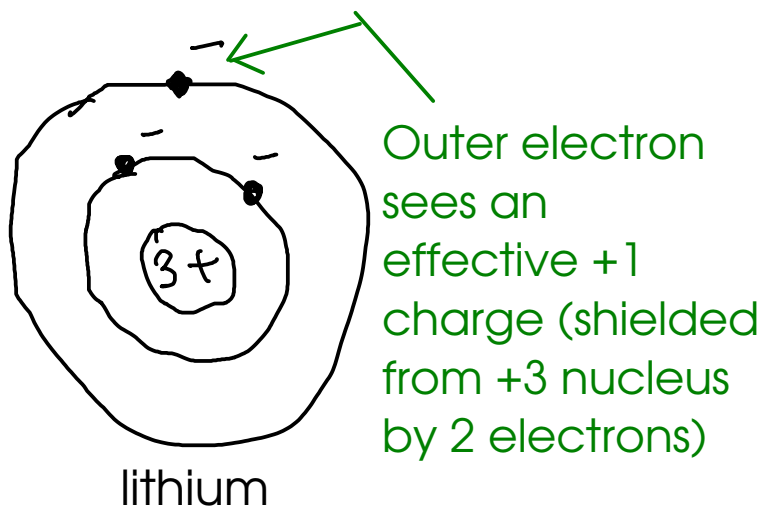 −
Outer electron
− −
sees an
effective +1
3+
charge (shielded
from +3 nucleus
by 2 electrons)
lithium